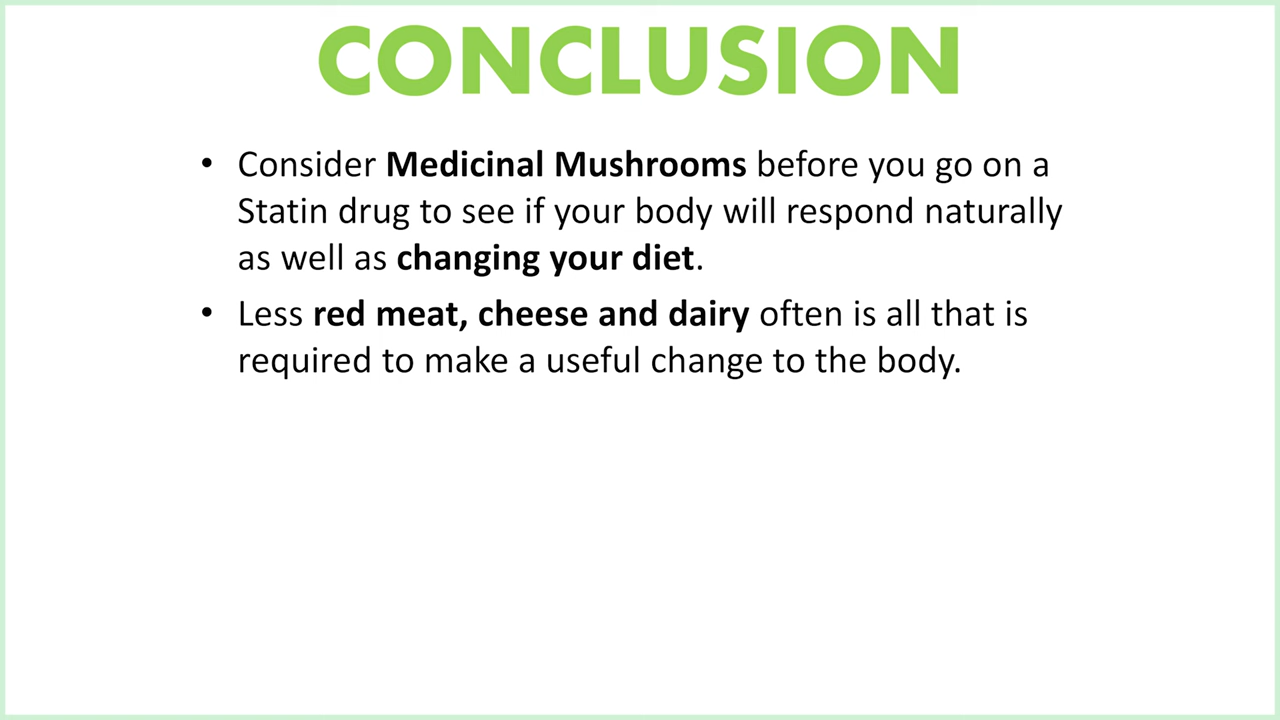 CONCLUSION
• Consider Medicinal Mushrooms before you go on a
Statin drug to see if your body will respond naturally
as well as changing your diet.
• Less red meat, cheese and dairy often is all that is
required to make a useful change to the body.